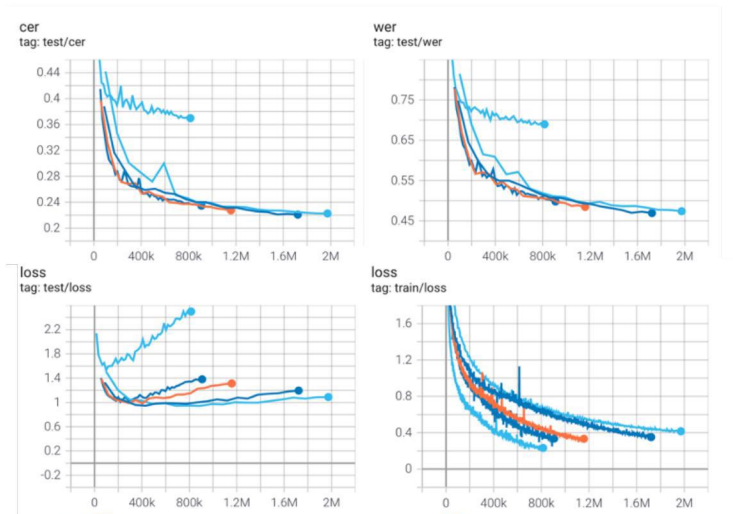 cer
tag: test/cer
0.44
0.4
0.36
0.32
0.28
0.24
0.2
0 400k 800k 1.2M 1.6M 2M
wer
tag: test/wer
0.75
0.65
0.55
0.45
0 400k 800k 1.2M 1.6M 2M
loss
tag: test/loss
2.2
1.8
1.4
1
0.6
0.2
-0.2
0 400k 800k 1.2M 1.6M 2M
loss
tag: train/loss
1.6
1.2
0.8
0.4
0
0 400k 800k 1.2M 1.6M 2M